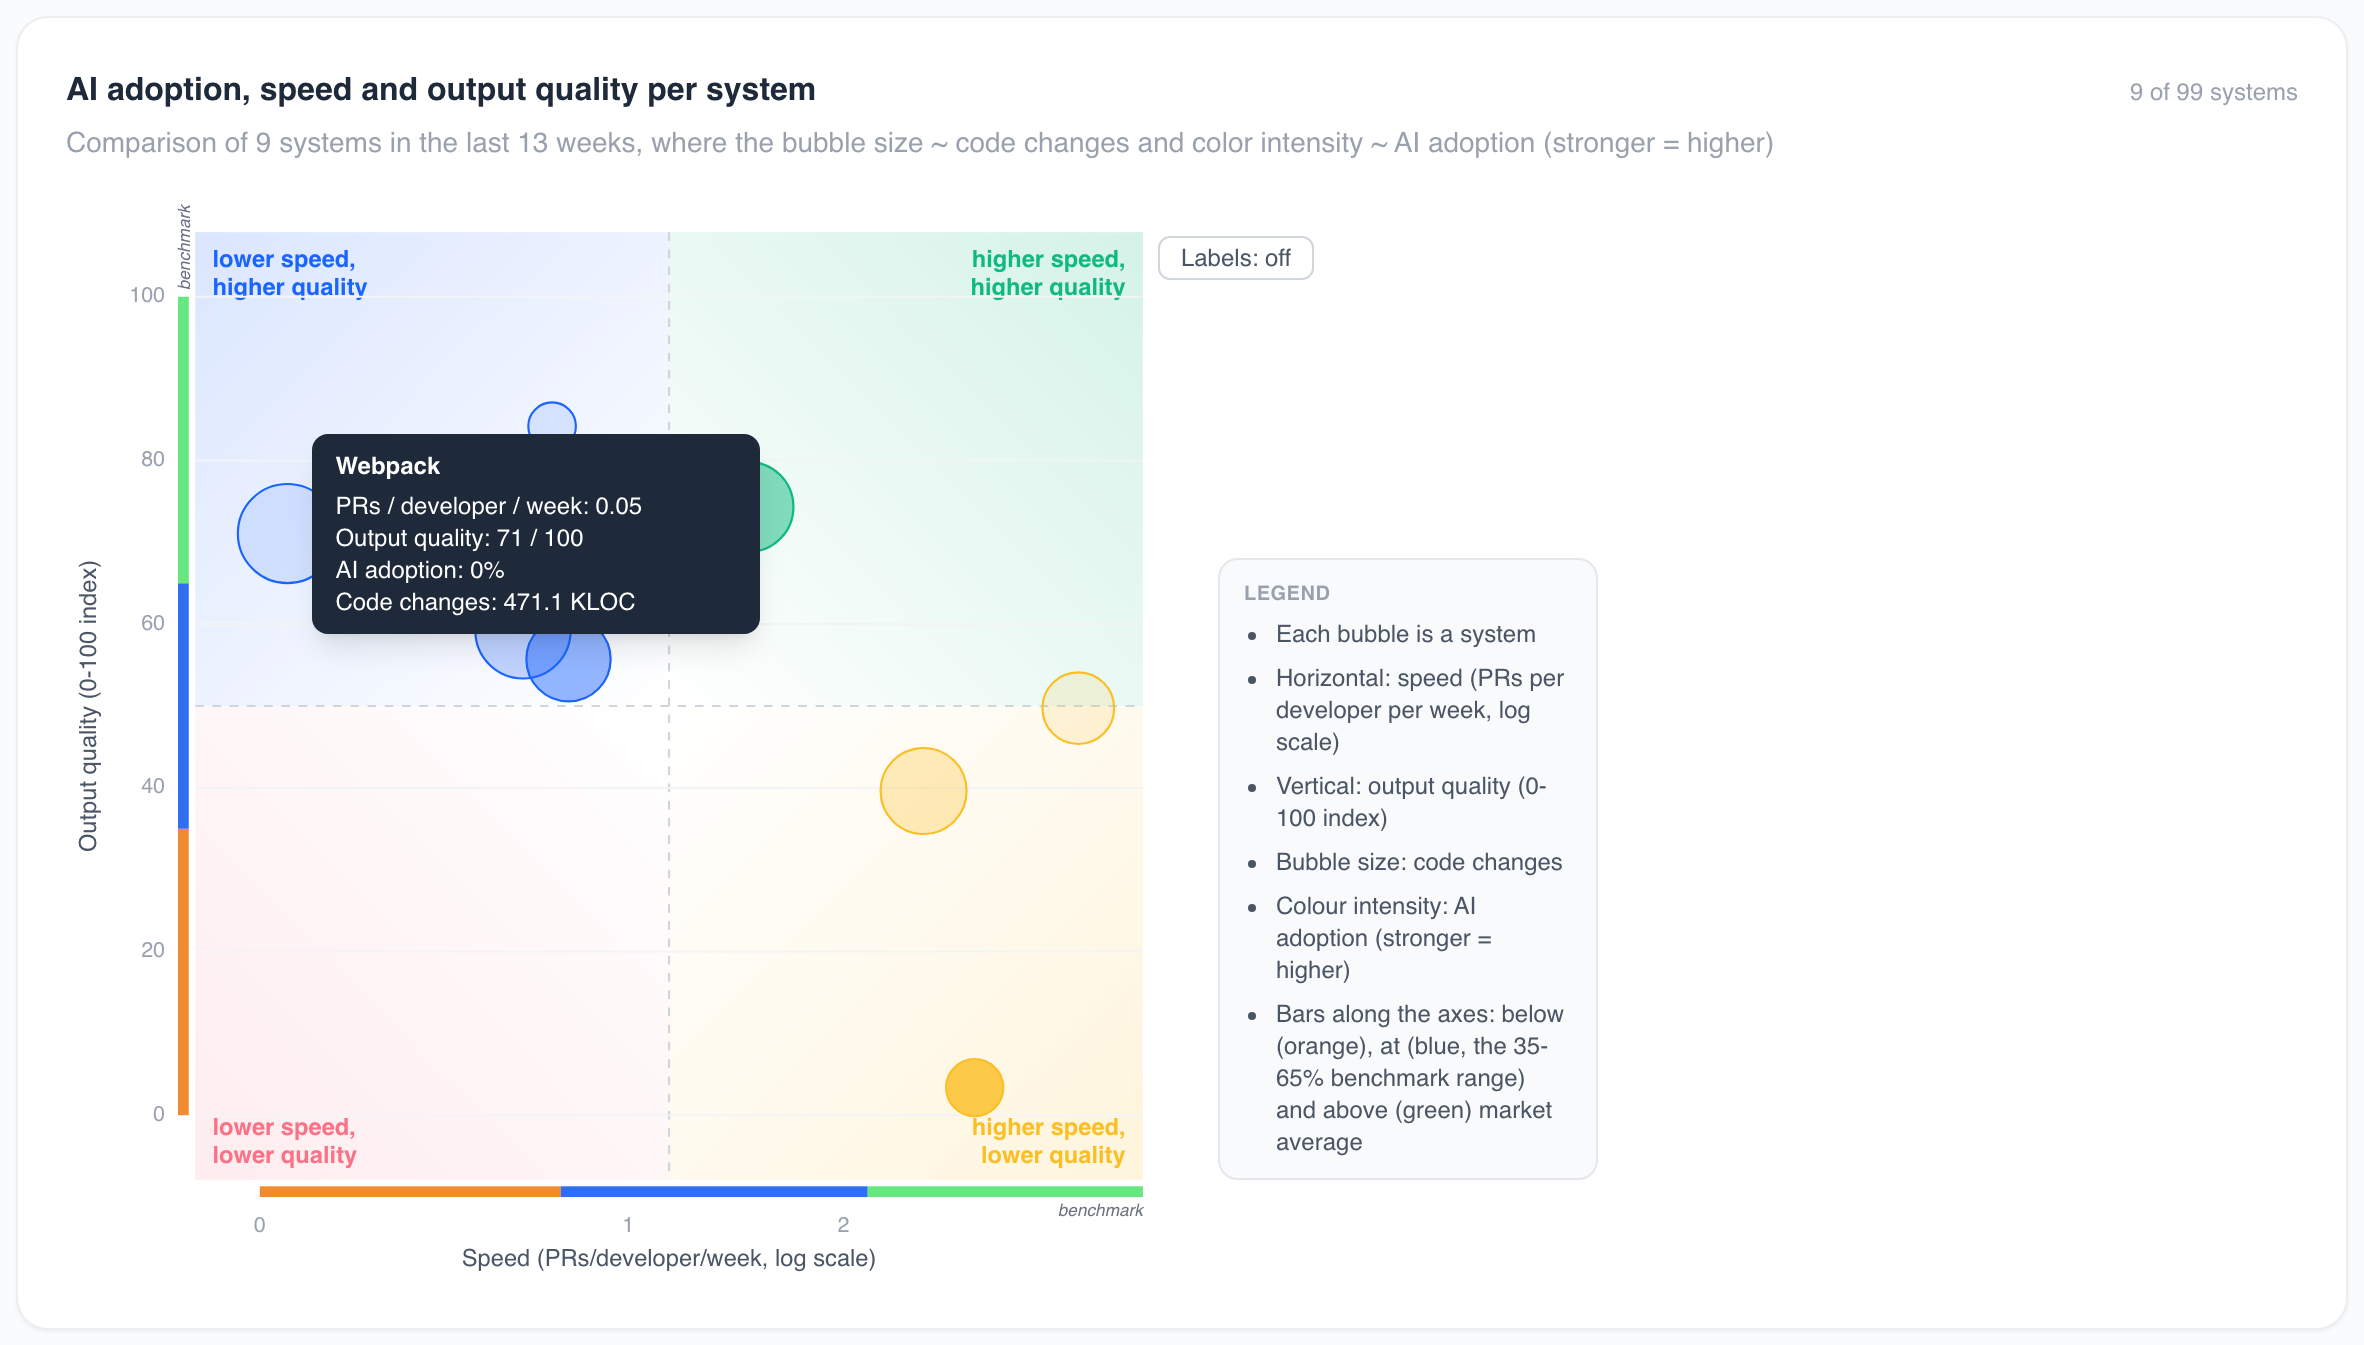 AI adoption, speed and output quality per system
9 of 99 systems
Comparison of 9 systems in the last 13 weeks, where the bubble size ~ code changes and color intensity ~ AI adoption (stronger = higher)
benchmark
lower speed,
higher quality
higher speed,
higher quality
Labels: off
100
80
60
40
20
0
Output quality (0-100 index)
Webpack
PRs / developer / week: 0.05
Output quality: 71 / 100
AI adoption: 0%
Code changes: 471.1 KLOC
lower speed,
lower quality
higher speed,
lower quality
benchmark
0
1
2
Speed (PRs/developer/week, log scale)
LEGEND
Each bubble is a system
Horizontal: speed (PRs per
developer per week, log
scale)
Vertical: output quality (0-
100 index)
Bubble size: code changes
Colour intensity: AI
adoption (stronger =
higher)
Bars along the axes: below
(orange), at (blue, the 35-
65% benchmark range)
and above (green) market
average